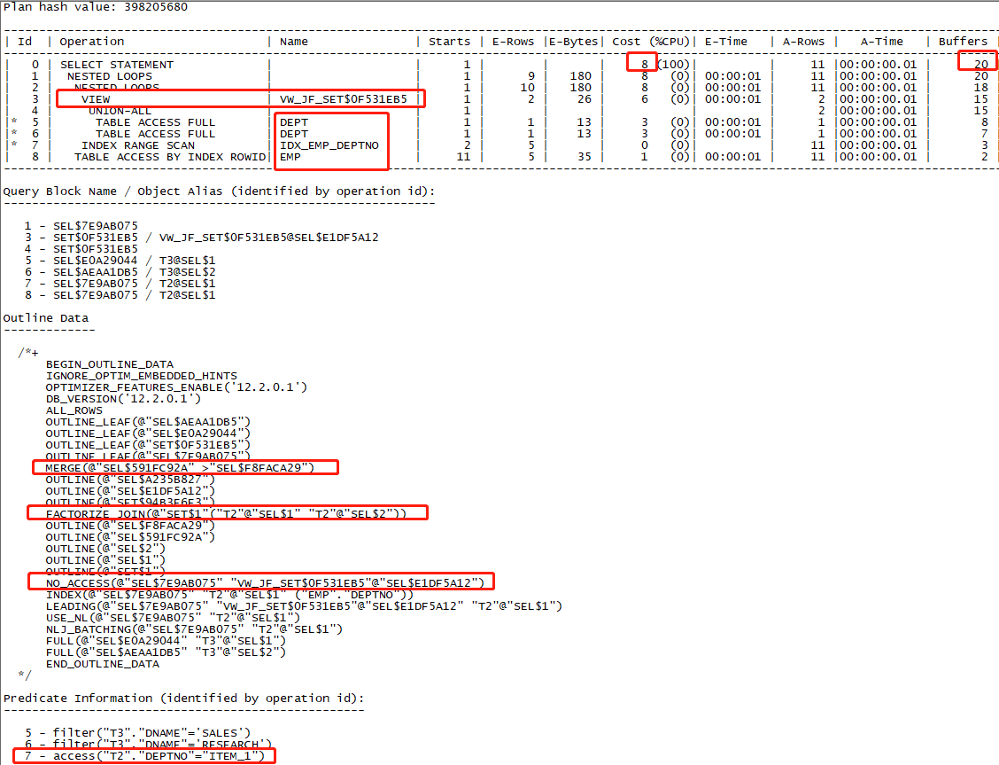 Plan hash value: 398205680
---------------------------------------------------------------------------------------------------------------------------------------------
| Id | Operation | Name | Starts | E-Rows |E-Bytes| Cost (%CPU)| E-Time | A-Rows | A-Time | Buffers |
---------------------------------------------------------------------------------------------------------------------------------------------
| 0 | SELECT STATEMENT | | 1 | | | 8 (100)| | 11 |00:00:00.01 | 20
| 1 | NESTED LOOPS | | 1 | 9 | 180 | 8 (0)| 00:00:01 | 11 |00:00:00.01 | 20
| 2 | NESTED LOOPS | | 1 | 10 | 180 | 8 (0)| 00:00:01 | 11 |00:00:00.01 | 18
| 3 | VIEW | VW_JF_SET$0F531EB5 | 1 | 2 | 26 | 6 (0)| 00:00:01 | 2 |00:00:00.01 | 15
| 4 | UNION-ALL | | 1 | | | | | 2 |00:00:00.01 | 15
|* 5 | TABLE ACCESS FULL | DEPT | 1 | 1 | 13 | 3 (0)| 00:00:01 | 1 |00:00:00.01 | 8
|* 6 | TABLE ACCESS FULL | DEPT | 1 | 1 | 13 | 3 (0)| 00:00:01 | 1 |00:00:00.01 | 7
|* 7 | INDEX RANGE SCAN | IDX_EMP_DEPTNO | 2 | 5 | | 0 (0)| | 11 |00:00:00.01 | 3
| 8 | TABLE ACCESS BY INDEX ROWID| EMP | 11 | 5 | 35 | 1 (0)| 00:00:01 | 11 |00:00:00.01 | 2
---------------------------------------------------------------------------------------------------------------------------------------------
Query Block Name / Object Alias (identified by operation id):
-------------------------------------------------------------
1 - SEL$7E9AB075
3 - SET$0F531EB5 / VW_JF_SET$0F531EB5@SEL$E1DF5A12
4 - SET$0F531EB5
5 - SEL$E0A29044 / T3@SEL$1
6 - SEL$AEAA1DB5 / T3@SEL$2
7 - SEL$7E9AB075 / T2@SEL$1
8 - SEL$7E9AB075 / T2@SEL$1
Outline Data
-------------
/*+
BEGIN_OUTLINE_DATA
IGNORE_OPTIM_EMBEDDED_HINTS
OPTIMIZER_FEATURES_ENABLE('12.2.0.1')
DB_VERSION('12.2.0.1')
ALL_ROWS
OUTLINE_LEAF(@"SEL$AEAA1DB5")
OUTLINE_LEAF(@"SEL$E0A29044")
OUTLINE_LEAF(@"SET$0F531EB5")
OUTLINE_LEAF(@"SEL$7E9AB075")
MERGE(@"SEL$591FC92A" >"SEL$F8FACA29")
OUTLINE(@"SEL$A235B827")
OUTLINE(@"SEL$E1DF5A12")
OUTLINE(@"SET$94B3F6F3")
FACTORIZE_JOIN(@"SET$1"("T2"@"SEL$1" "T2"@"SEL$2"))
OUTLINE(@"SEL$F8FACA29")
OUTLINE(@"SEL$591FC92A")
OUTLINE(@"SEL$2")
OUTLINE(@"SEL$1")
OUTLINE(@"SET$1")
NO_ACCESS(@"SEL$7E9AB075" "VW_JF_SET$0F531EB5"@"SEL$E1DF5A12")
INDEX(@"SEL$7E9AB075" "T2"@"SEL$1" ("EMP"."DEPTNO"))
LEADING(@"SEL$7E9AB075" "VW_JF_SET$0F531EB5"@"SEL$E1DF5A12" "T2"@"SEL$1")
USE_NL(@"SEL$7E9AB075" "T2"@"SEL$1")
NLJ_BATCHING(@"SEL$7E9AB075" "T2"@"SEL$1")
FULL(@"SEL$E0A29044" "T3"@"SEL$1")
FULL(@"SEL$AEAA1DB5" "T3"@"SEL$2")
END_OUTLINE_DATA
*/
Predicate Information (identified by operation id):
---------------------------------------------------
5 - filter("T3"."DNAME"='SALES')
6 - filter("T3"."DNAME"='RESEARCH')
7 - access("T2"."DEPTNO"="ITEM_1")